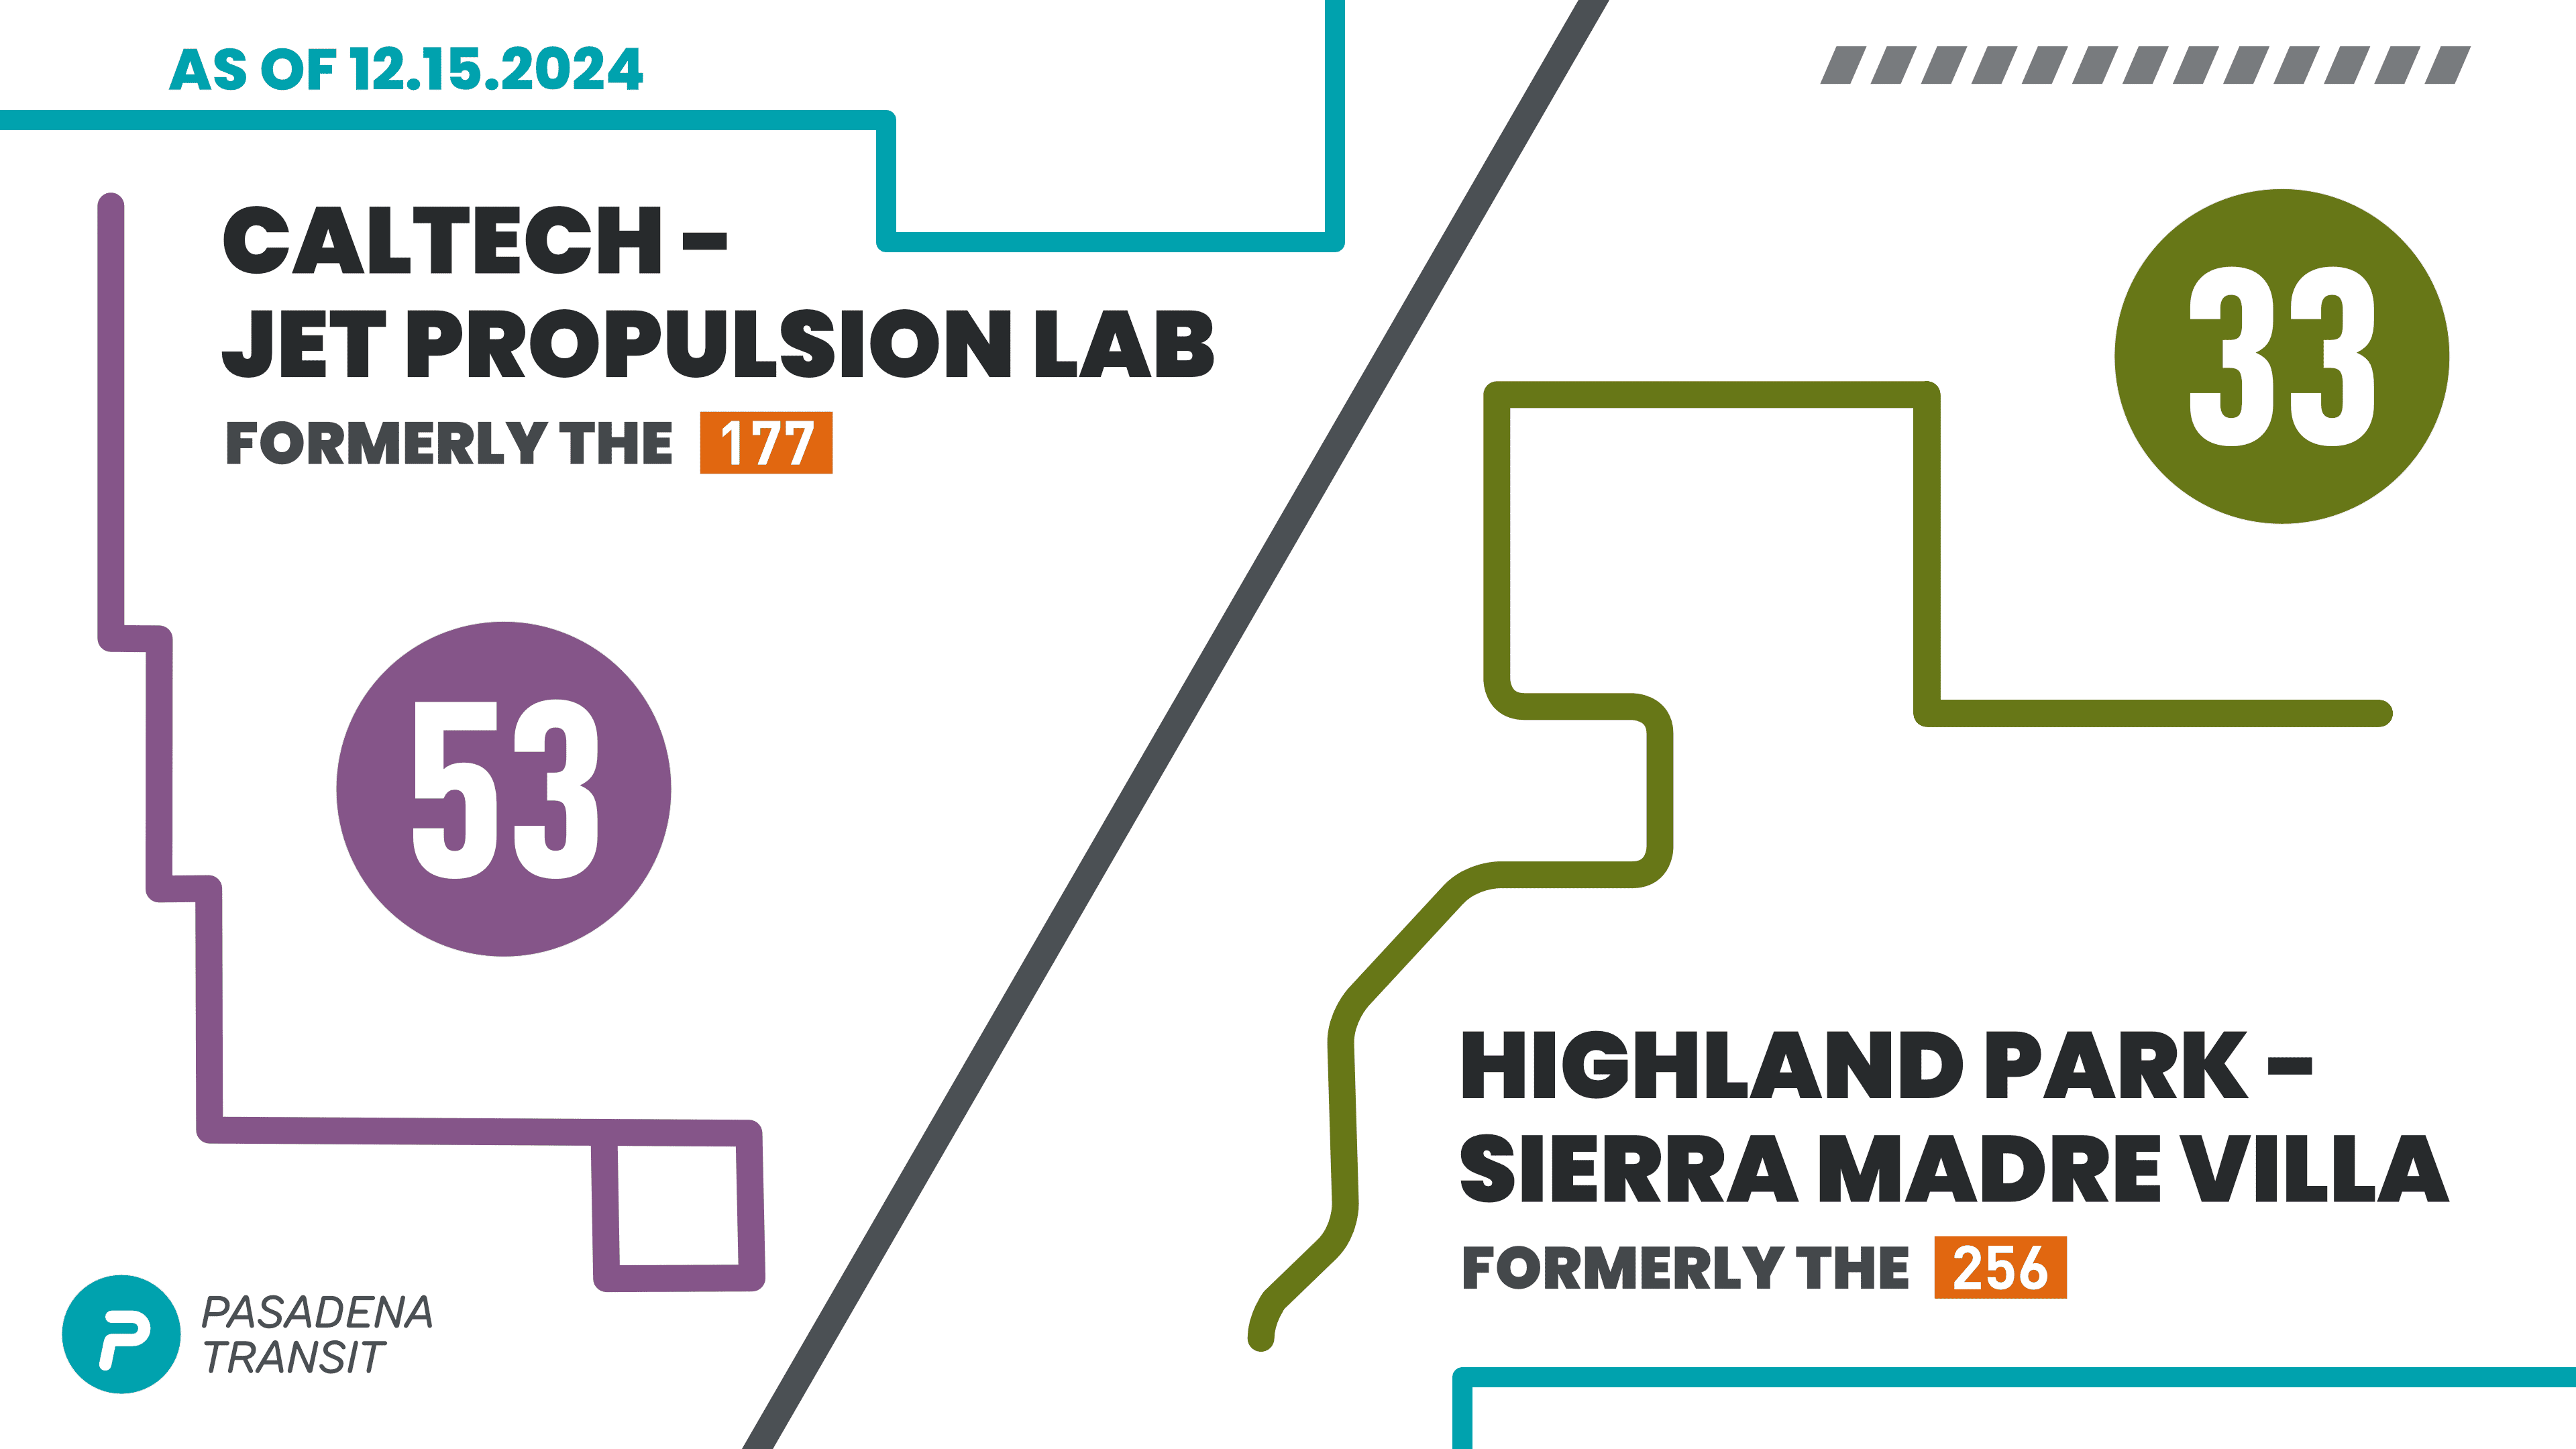 AS OF 12.15.2024
CALTECH –
JET PROPULSION LAB
FORMERLY THE 177
53
33
HIGHLAND PARK –
SIERRA MADRE VILLA
FORMERLY THE 256
P
PASADENA
TRANSIT